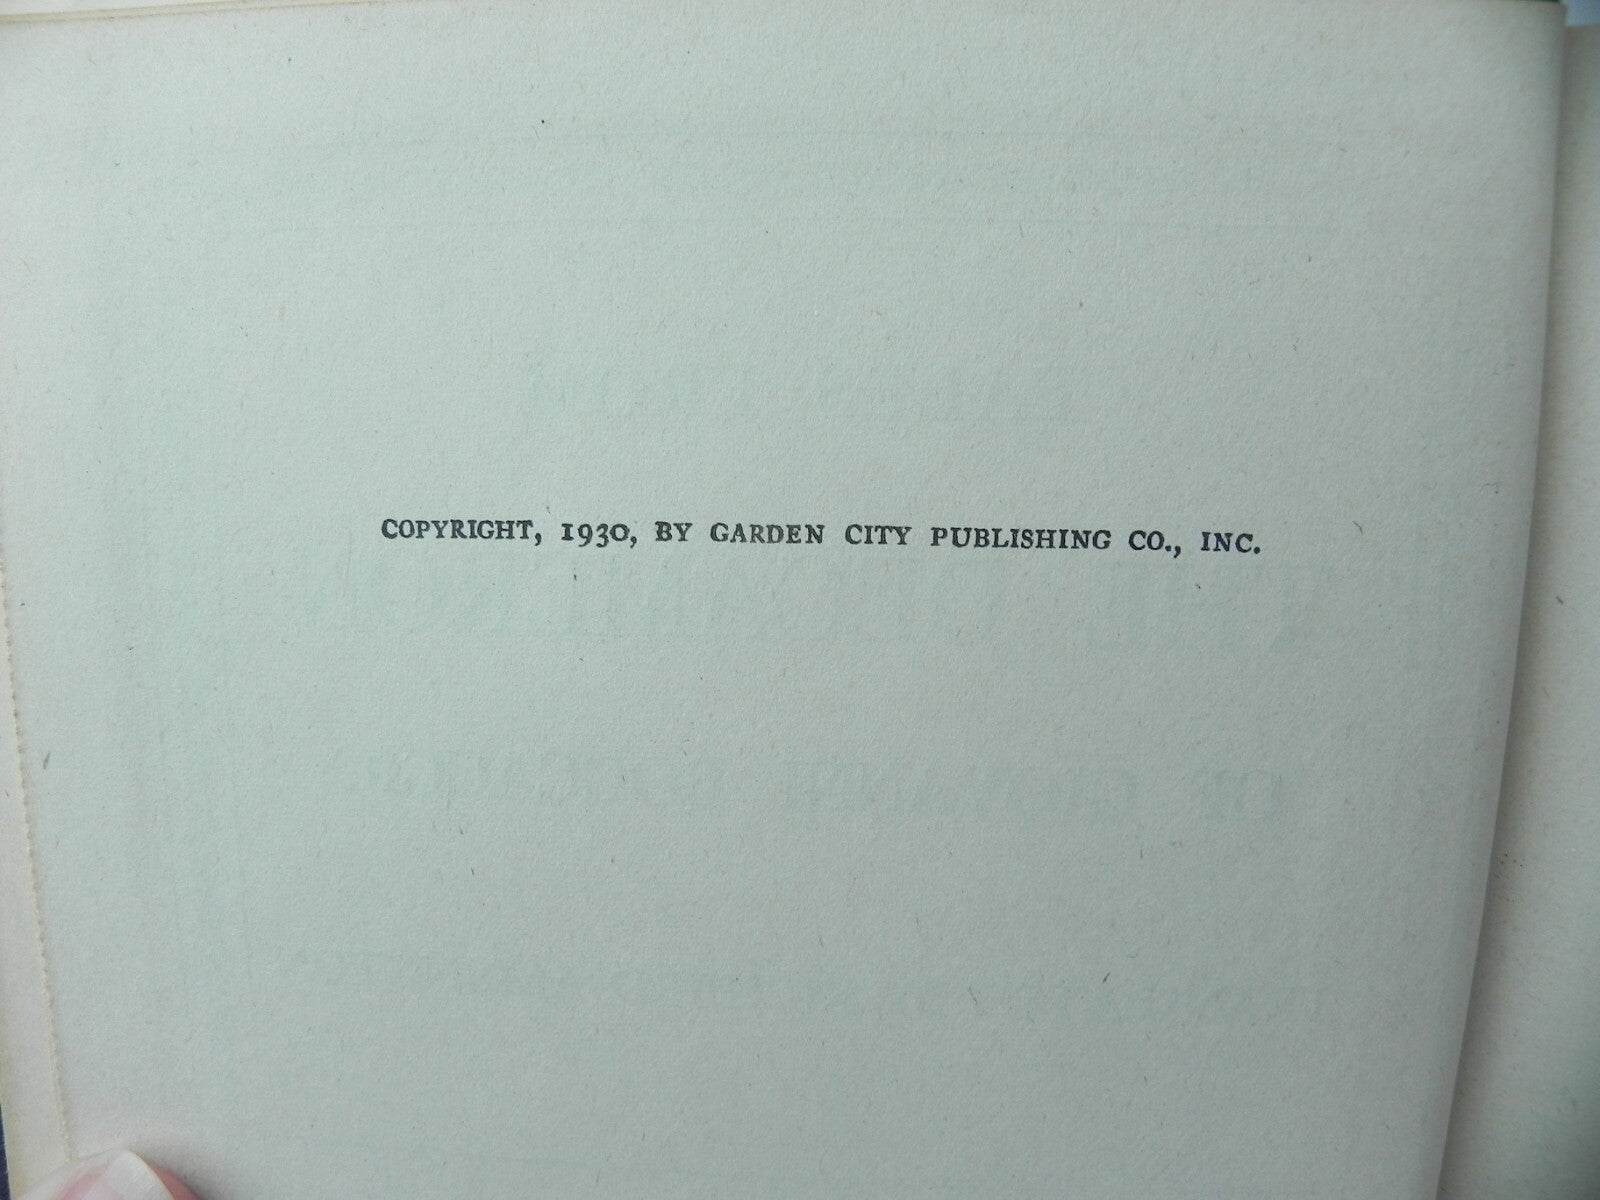 COPYRIGHT, 1930, BY GARDEN CITY PUBLISHING CO., INC.